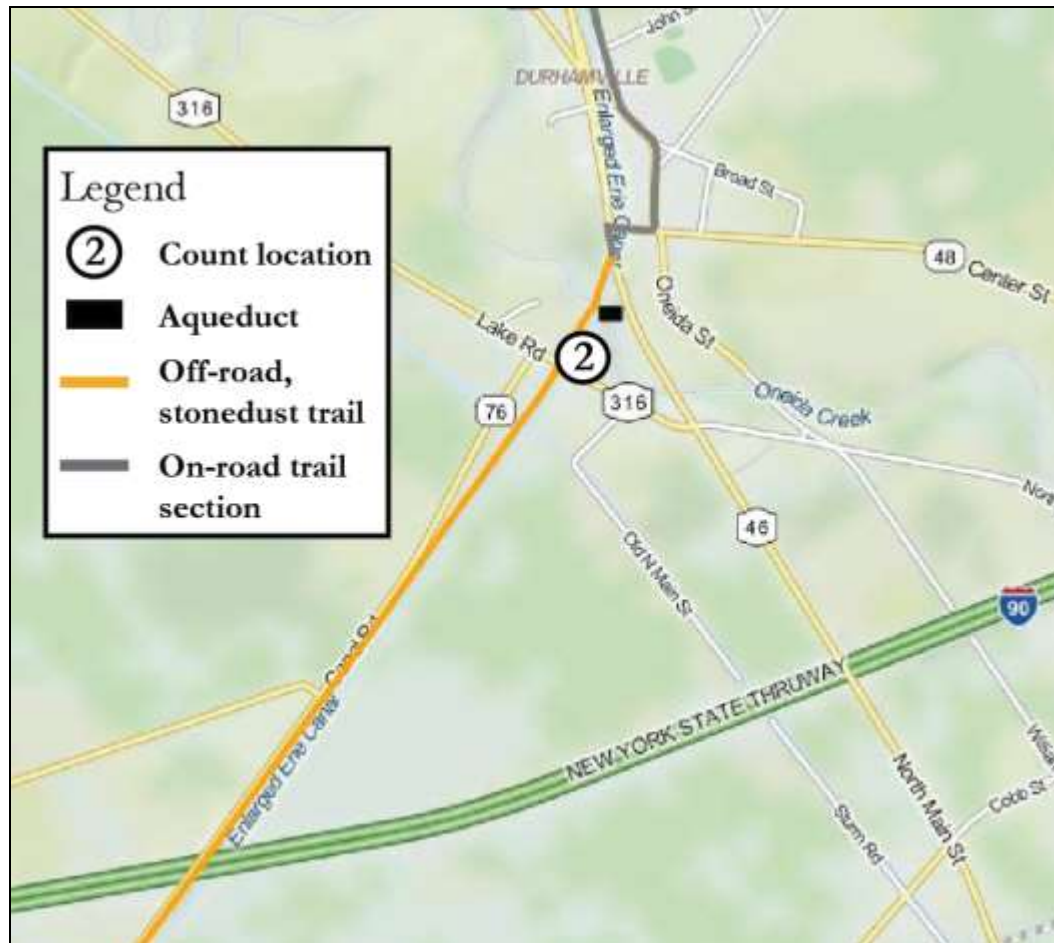 John S
DURHAMVILLE
316
Enlarged Erie Canal
Broad St
48
Center St
Legend
2
Count location
Aqueduct
Off-road,
stonedust trail
On-road trail
section
Oneida St
Lake Rd
2
316
76
Oneida Creek
Nort
46
Old N Main St
90
Canal Rd
NEW YORK STATE THRUWAY
Enlarged Erie Canal
North Main St
Cobb St
Sturm Rd